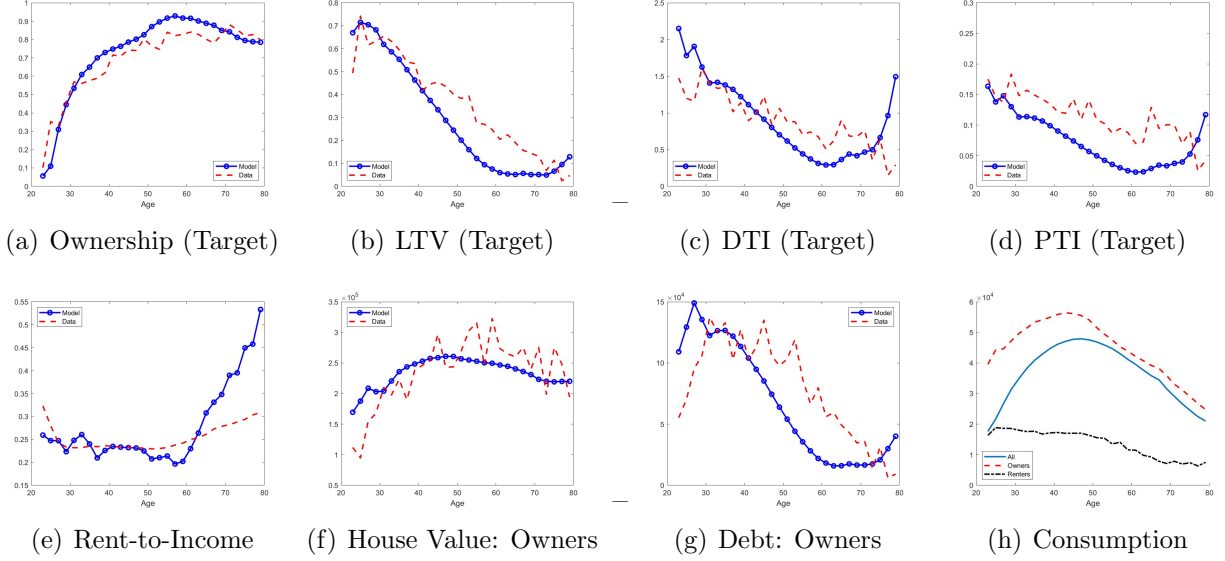 1
0.9
0.8
0.7
0.6
0.5
0.4
0.3
0.2
0.1
0
20 30 40 50 60 70 80
Age
Model
Data
(a) Ownership (Target)
0.8
0.7
0.6
0.5
0.4
0.3
0.2
0.1
0
20 30 40 50 60 70 80
Age
Model
Data
(b) LTV (Target)
2.5
2
1.5
1
0.5
0
20 30 40 50 60 70 80
Age
Model
Data
(c) DTI (Target)
0.3
0.25
0.2
0.15
0.1
0.05
0
20 30 40 50 60 70 80
Age
Model
Data
(d) PTI (Target)
0.55
0.5
0.45
0.4
0.35
0.3
0.25
0.2
0.15
20 30 40 50 60 70 80
Age
Model
Data
(e) Rent-to-Income
×10⁵
3.5
3
2.5
2
1.5
1
0.5
20 30 40 50 60 70 80
Age
Model
Data
(f) House Value: Owners
×10⁴
15
10
5
0
20 30 40 50 60 70 80
Age
Model
Data
(g) Debt: Owners
×10⁴
6
5
4
3
2
1
0
20 30 40 50 60 70 80
Age
All
Owners
Renters
(h) Consumption